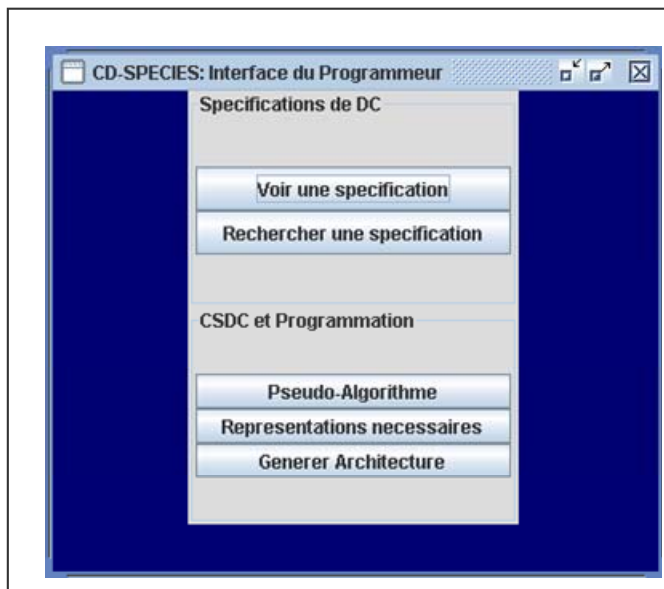 CD-SPECIES: Interface du Programmeur
Specifications de DC
Voir une specification
Rechercher une specification
CSDC et Programmation
Pseudo-Algorithme
Representations necessaires
Generer Architecture